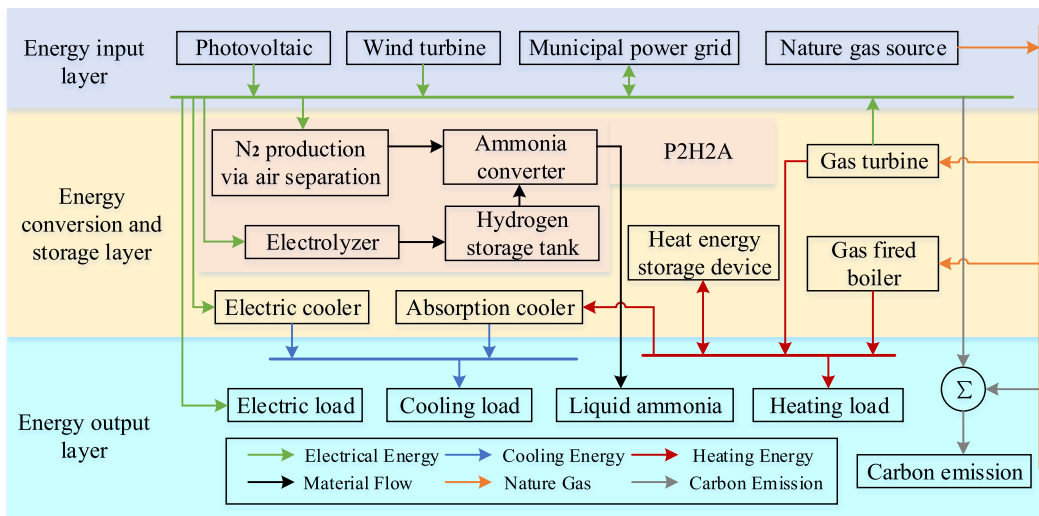 Energy input
layer
Photovoltaic
Wind turbine
Municipal power grid
Nature gas source
Energy
conversion and
storage layer
N₂ production
via air separation
Ammonia
converter
P2H2A
Gas turbine
Electrolyzer
Hydrogen
storage tank
Heat energy
storage device
Gas fired
boiler
Electric cooler
Absorption cooler
Energy output
layer
Electric load
Cooling load
Liquid ammonia
Heating load
Σ
Carbon emission
Electrical Energy
Cooling Energy
Heating Energy
Material Flow
Nature Gas
Carbon Emission